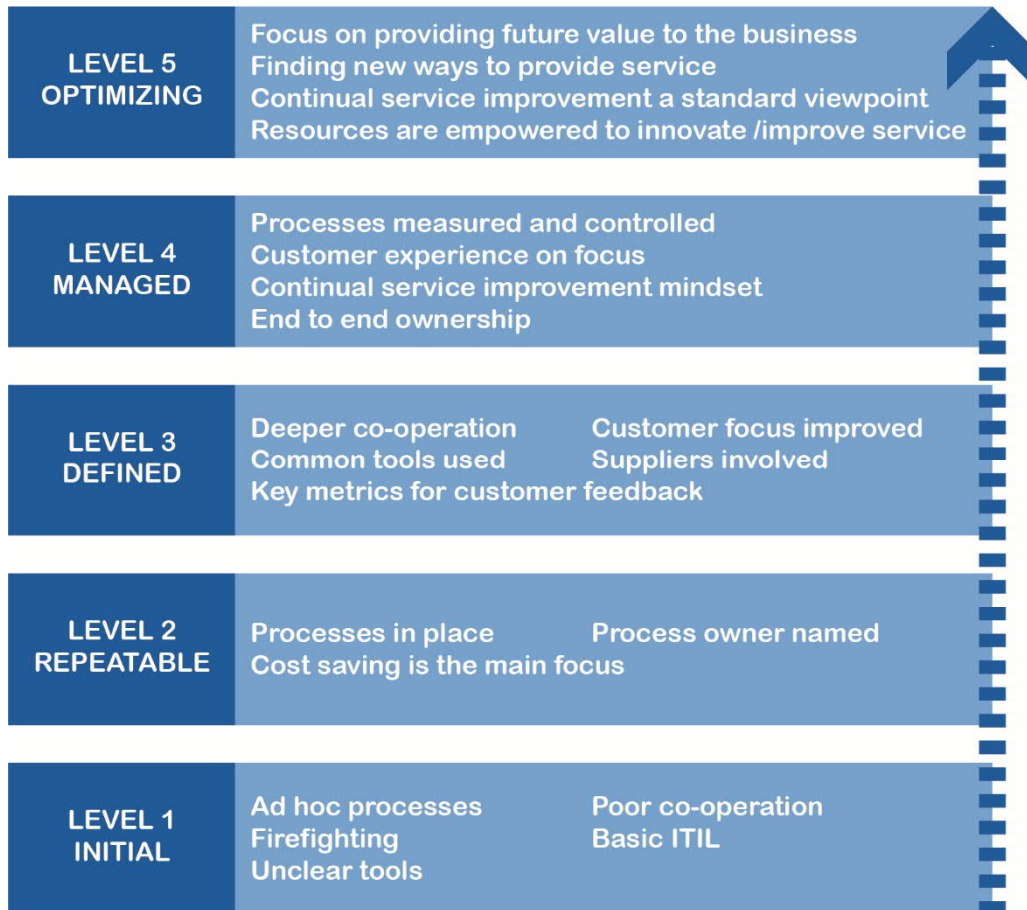 LEVEL 5
OPTIMIZING
Focus on providing future value to the business
Finding new ways to provide service
Continual service improvement a standard viewpoint
Resources are empowered to innovate /improve service
LEVEL 4
MANAGED
Processes measured and controlled
Customer experience on focus
Continual service improvement mindset
End to end ownership
LEVEL 3
DEFINED
Deeper co-operation
Customer focus improved
Common tools used
Suppliers involved
Key metrics for customer feedback
LEVEL 2
REPEATABLE
Processes in place
Process owner named
Cost saving is the main focus
LEVEL 1
INITIAL
Ad hoc processes
Poor co-operation
Firefighting
Basic ITIL
Unclear tools